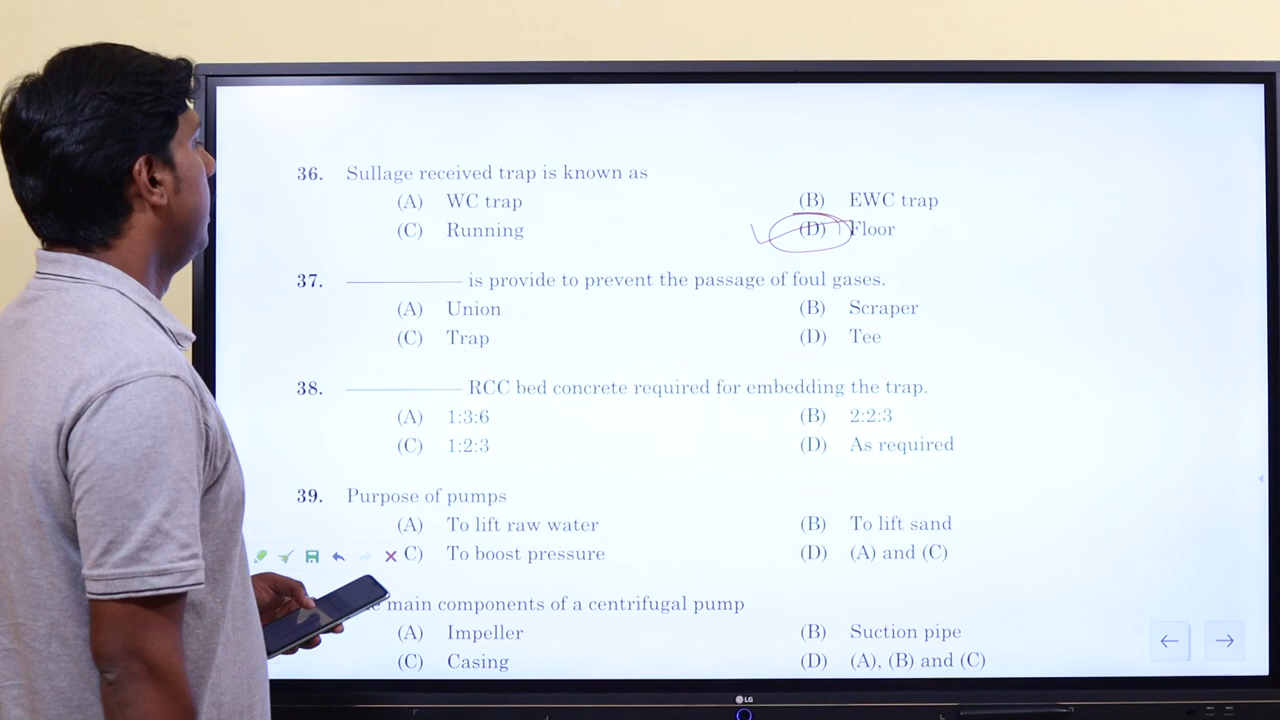 36. Sullage received trap is known as
(A) WC trap (B) EWC trap
(C) Running (D) Floor
37. is provide to prevent the passage of foul gases.
(A) Union (B) Scraper
(C) Trap (D) Tee
38. RCC bed concrete required for embedding the trap.
(A) 1:3:6 (B) 2:2:3
(C) 1:2:3 (D) As required
39. Purpose of pumps
(A) To lift raw water (B) To lift sand
C) To boost pressure (D) (A) and (C)
main components of a centrifugal pump
(A) Impeller (B) Suction pipe
(C) Casing (D) (A), (B) and (C)
LG